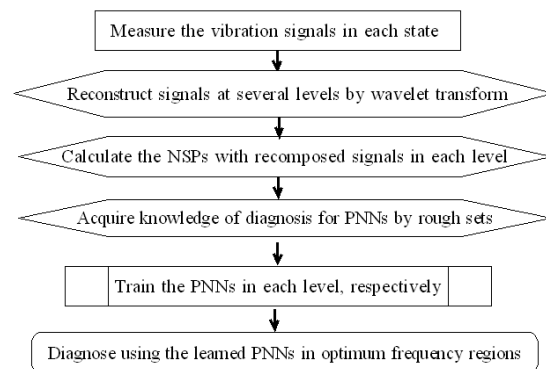 Measure the vibration signals in each state
Reconstruct signals at several levels by wavelet transform
Calculate the NSPs with recomposed signals in each level
Acquire knowledge of diagnosis for PNNs by rough sets
Train the PNNs in each level, respectively
Diagnose using the learned PNNs in optimum frequency regions